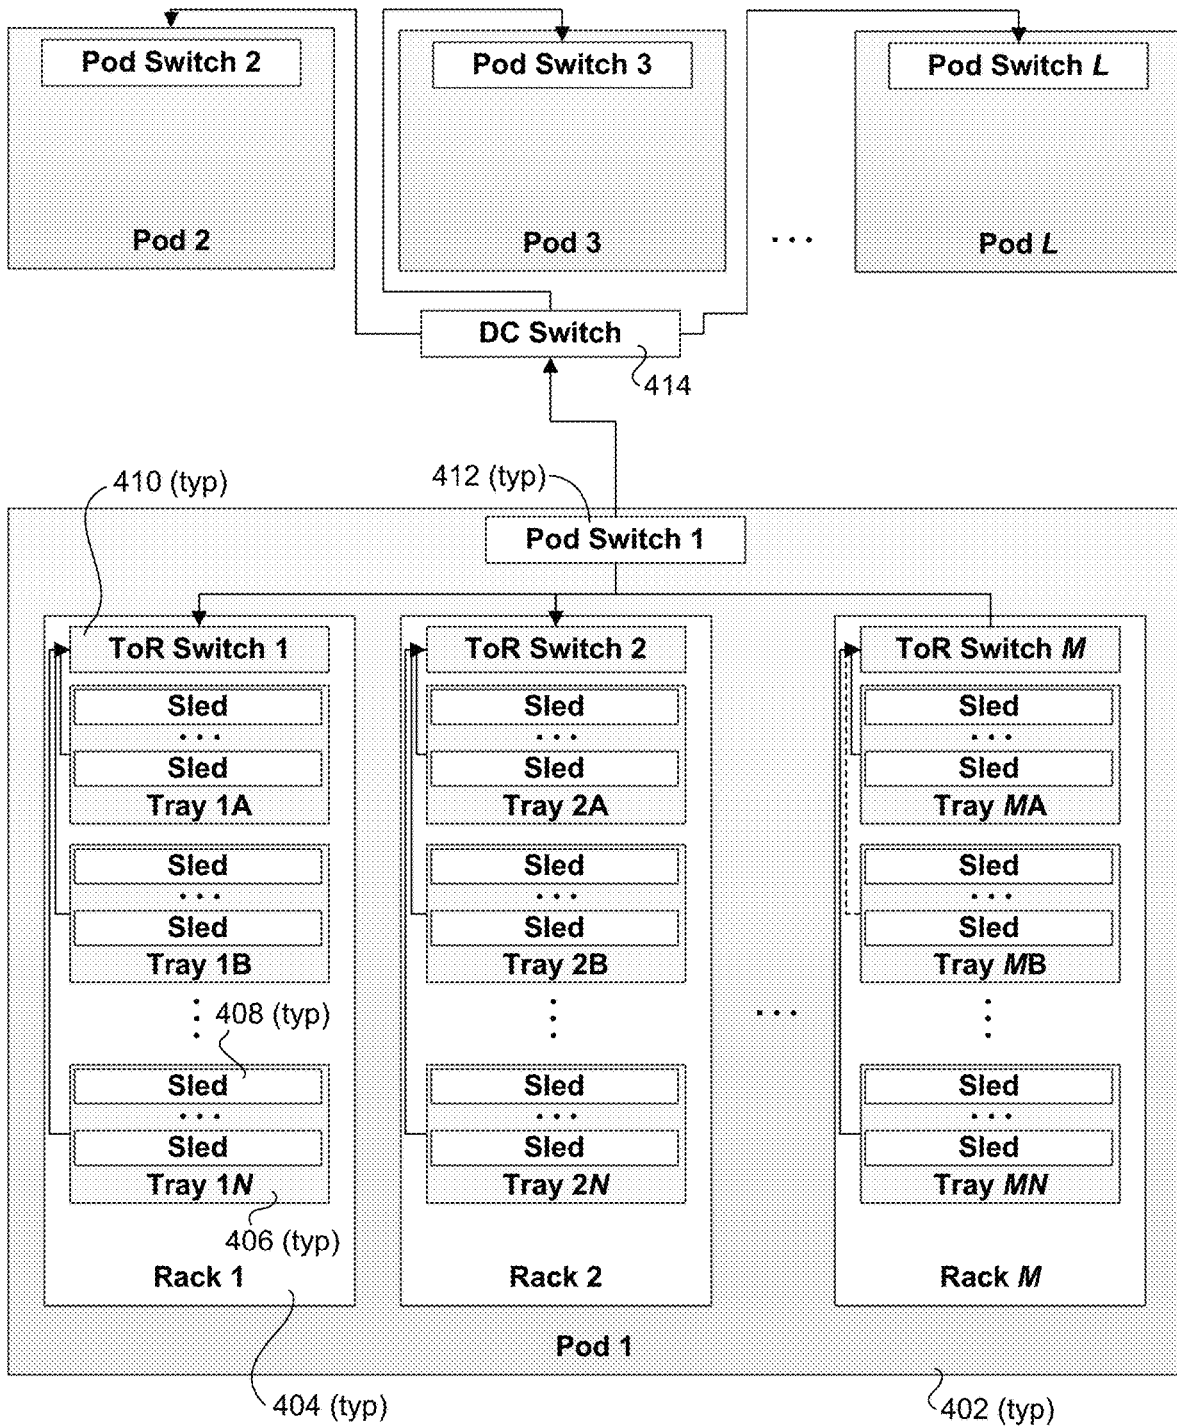 Pod Switch 2
Pod Switch 3
Pod Switch L
Pod 2
Pod 3
. . .
Pod L
DC Switch
414
410 (typ)
412 (typ)
Pod Switch 1
ToR Switch 1
ToR Switch 2
ToR Switch M
Sled
Sled
Sled
. . .
. . .
. . .
Sled
Sled
Sled
Tray 1A
Tray 2A
Tray MA
Sled
Sled
Sled
. . .
. . .
. . .
Sled
Sled
Sled
Tray 1B
Tray 2B
Tray MB
. . .
408 (typ)
Sled
Sled
Sled
. . .
. . .
. . .
Sled
Sled
Sled
Tray 1N
Tray 2N
Tray MN
406 (typ)
Rack 1
Rack 2
Rack M
Pod 1
404 (typ)
402 (typ)